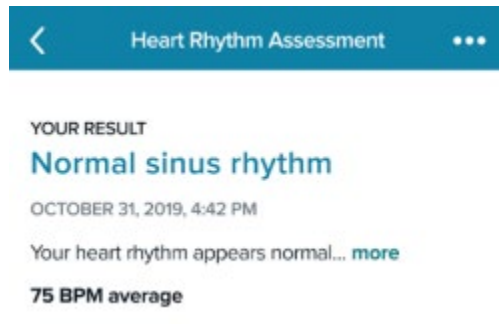 Heart Rhythm Assessment
YOUR RESULT
Normal sinus rhythm
OCTOBER 31, 2019, 4:42 PM
Your heart rhythm appears normal... more
75 BPM average